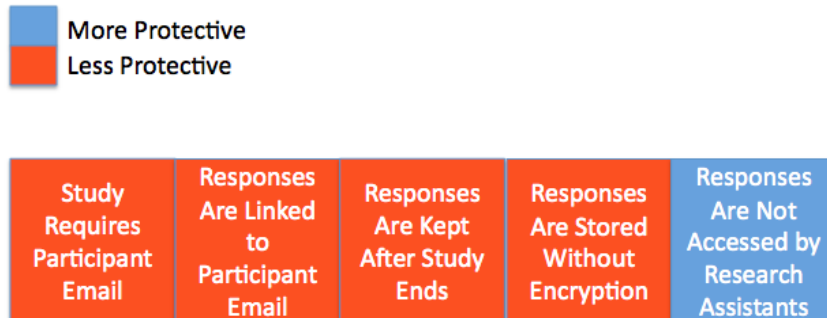 More Protective
Less Protective
Study
Requires
Participant
Email
Responses
Are Linked
to
Participant
Email
Responses
Are Kept
After Study
Ends
Responses
Are Stored
Without
Encryption
Responses
Are Not
Accessed by
Research
Assistants